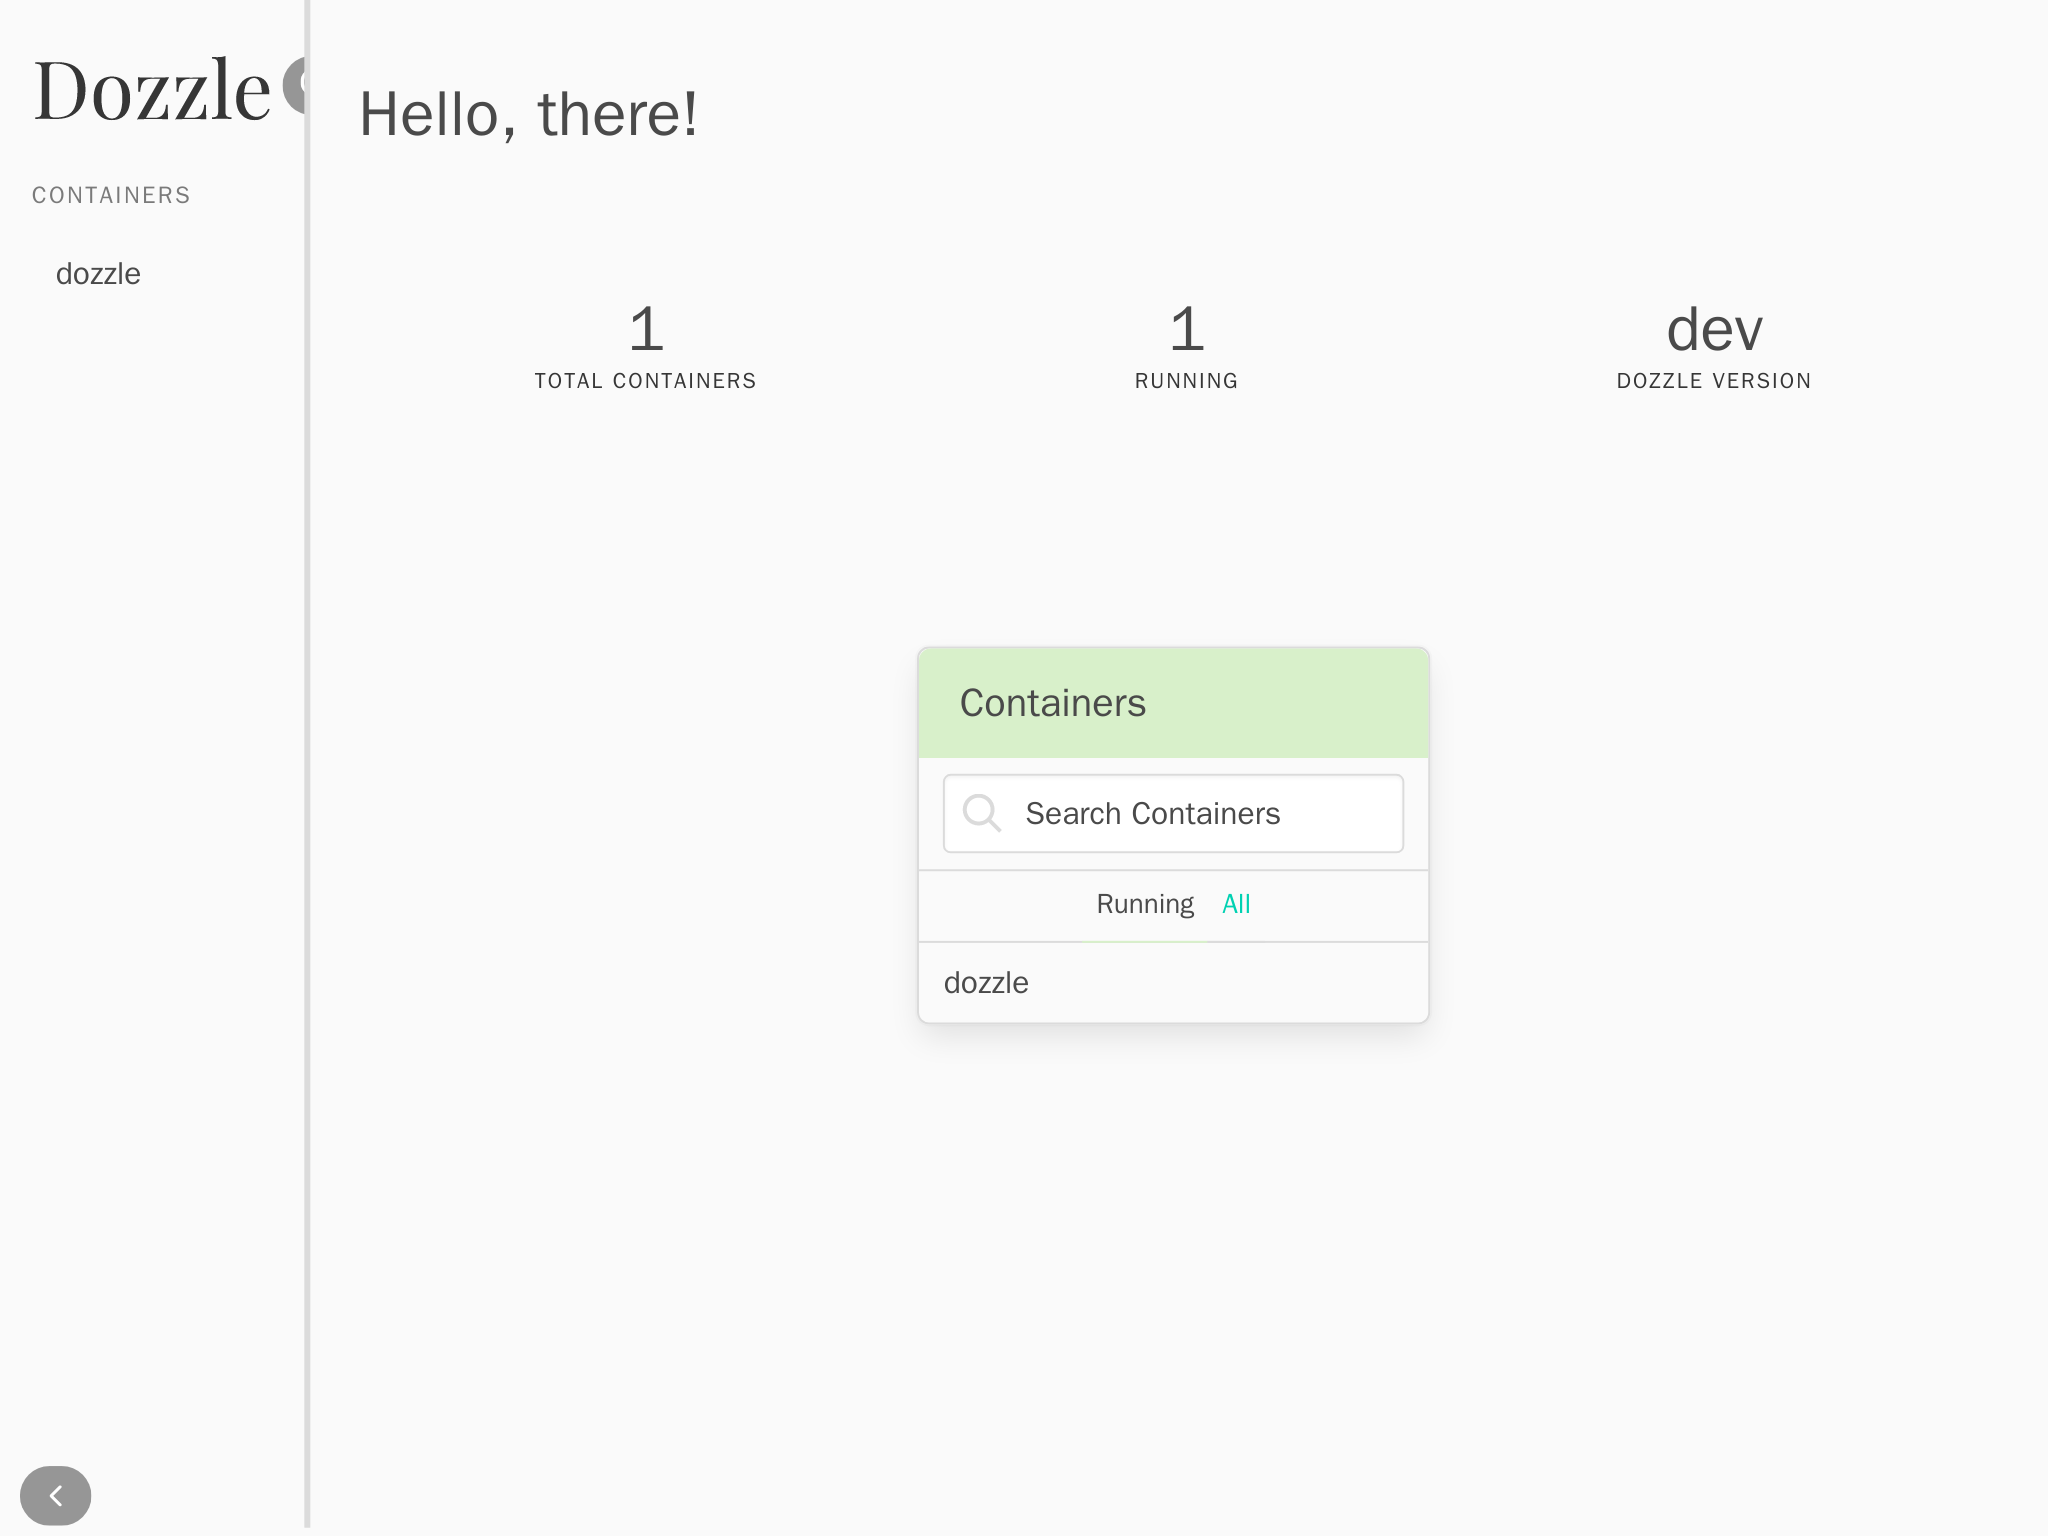 Dozzle
CONTAINERS
dozzle
Hello, there!
1
TOTAL CONTAINERS
1
RUNNING
dev
DOZZLE VERSION
Containers
Search Containers
Running All
dozzle